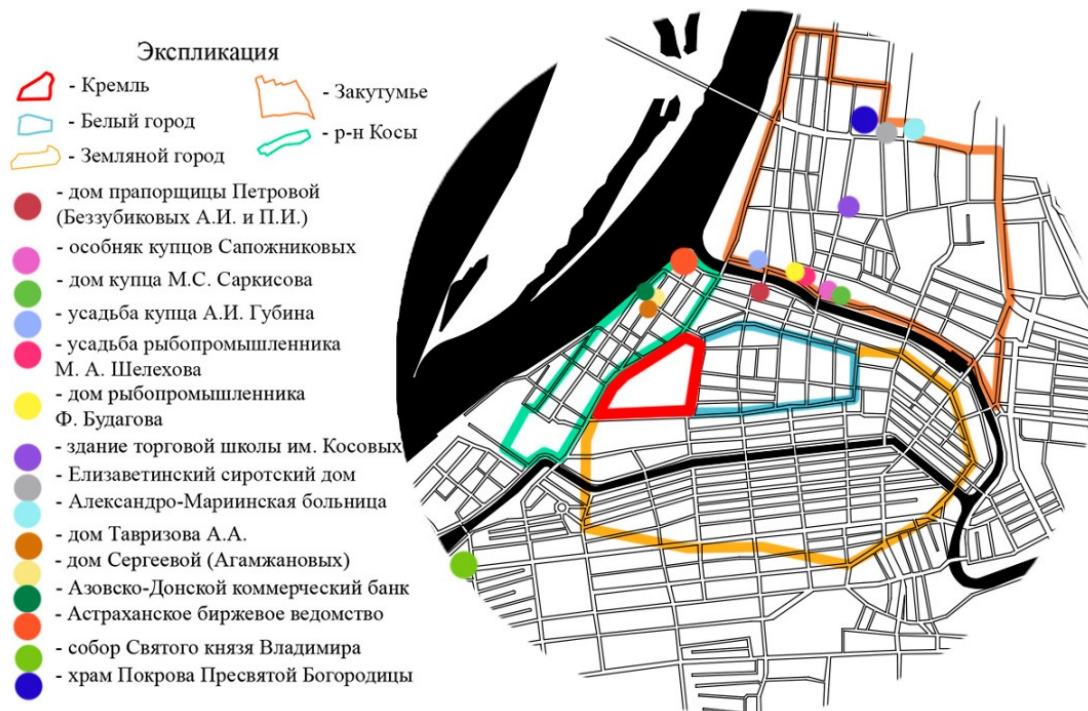 Экспликация
- Кремль
- Закутумье
- Белый город
- р-н Косы
- Земляной город
- дом прапорщицы Петровой
(Беззубиковых А.И. и П.И.)
- особняк купцов Сапожниковых
- дом купца М.С. Саркисова
- усадьба купца А.И. Губина
- усадьба рыбопромышленника
М. А. Шелехова
- дом рыбопромышленника
Ф. Будагова
- здание торговой школы им. Косовых
- Елизаветинский сиротский дом
- Александро-Мариинская больница
- дом Тавризова А.А.
- дом Сергеевой (Агамжановых)
- Азовско-Донской коммерческий банк
- Астраханское биржевое ведомство
- собор Святого князя Владимира
- храм Покрова Пресвятой Богородицы